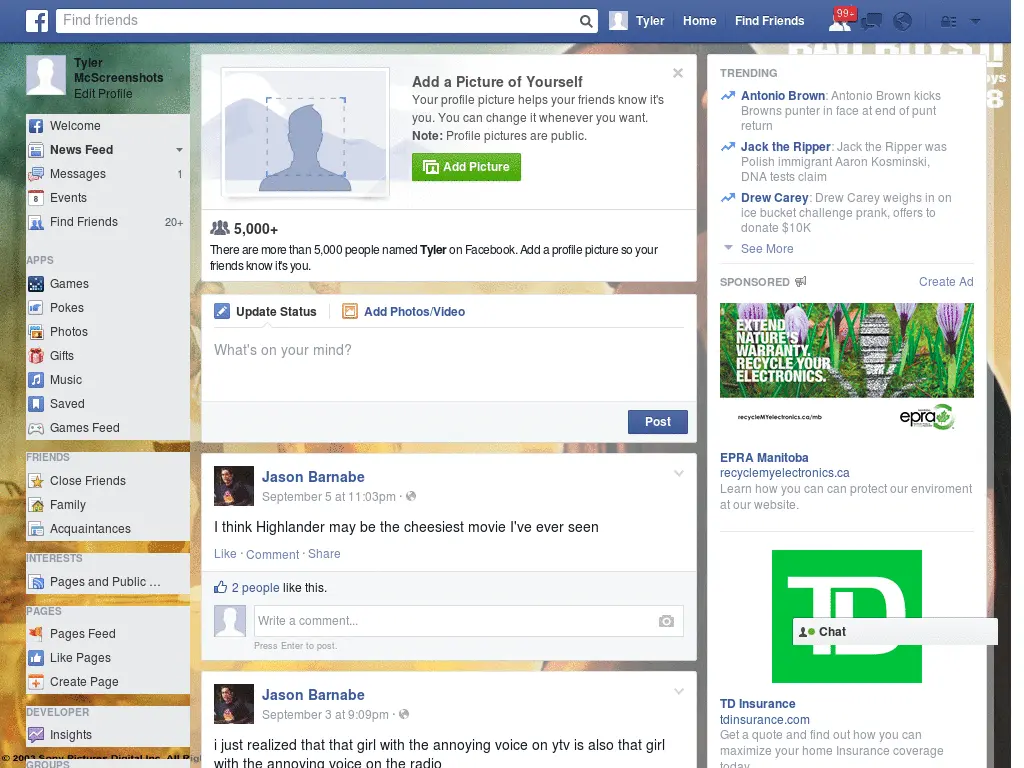 Find friends
Tyler
Home
Find Friends
99+
BAD BOYS II
Tyler
McScreenshots
Edit Profile
Welcome
News Feed
Messages 1
8 Events
Find Friends 20+
APPS
Games
Pokes
Photos
Gifts
Music
Saved
Games Feed
FRIENDS
Close Friends
Family
Acquaintances
INTERESTS
Pages and Public ...
PAGES
Pages Feed
Like Pages
Create Page
DEVELOPER
Insights
GROUPS
Add a Picture of Yourself
Your profile picture helps your friends know it's
you. You can change it whenever you want.
Note: Profile pictures are public.
Add Picture
5,000+
There are more than 5,000 people named Tyler on Facebook. Add a profile picture so your
friends know it's you.
Update Status
Add Photos/Video
What's on your mind?
Post
Jason Barnabe
September 5 at 11:03pm ·
I think Highlander may be the cheesiest movie I've ever seen
Like · Comment · Share
2 people like this.
Write a comment...
Press Enter to post.
Jason Barnabe
September 3 at 9:09pm ·
i just realized that that girl with the annoying voice on ytv is also that girl
with the annoying voice on the radio
TRENDING
Antonio Brown: Antonio Brown kicks
Browns punter in face at end of punt
return
Jack the Ripper: Jack the Ripper was
Polish immigrant Aaron Kosminski,
DNA tests claim
Drew Carey: Drew Carey weighs in on
ice bucket challenge prank, offers to
donate $10K
See More
SPONSORED
Create Ad
EXTEND
NATURE'S
WARRANTY.
RECYCLE YOUR
ELECTRONICS.
recycleMYelectronics.ca/mb
epra
EPRA Manitoba
recyclemyelectronics.ca
Learn how you can can protect our enviroment
at our website.
TD
Chat
TD Insurance
tdinsurance.com
Get a quote and find out how you can
maximize your home Insurance coverage
today.